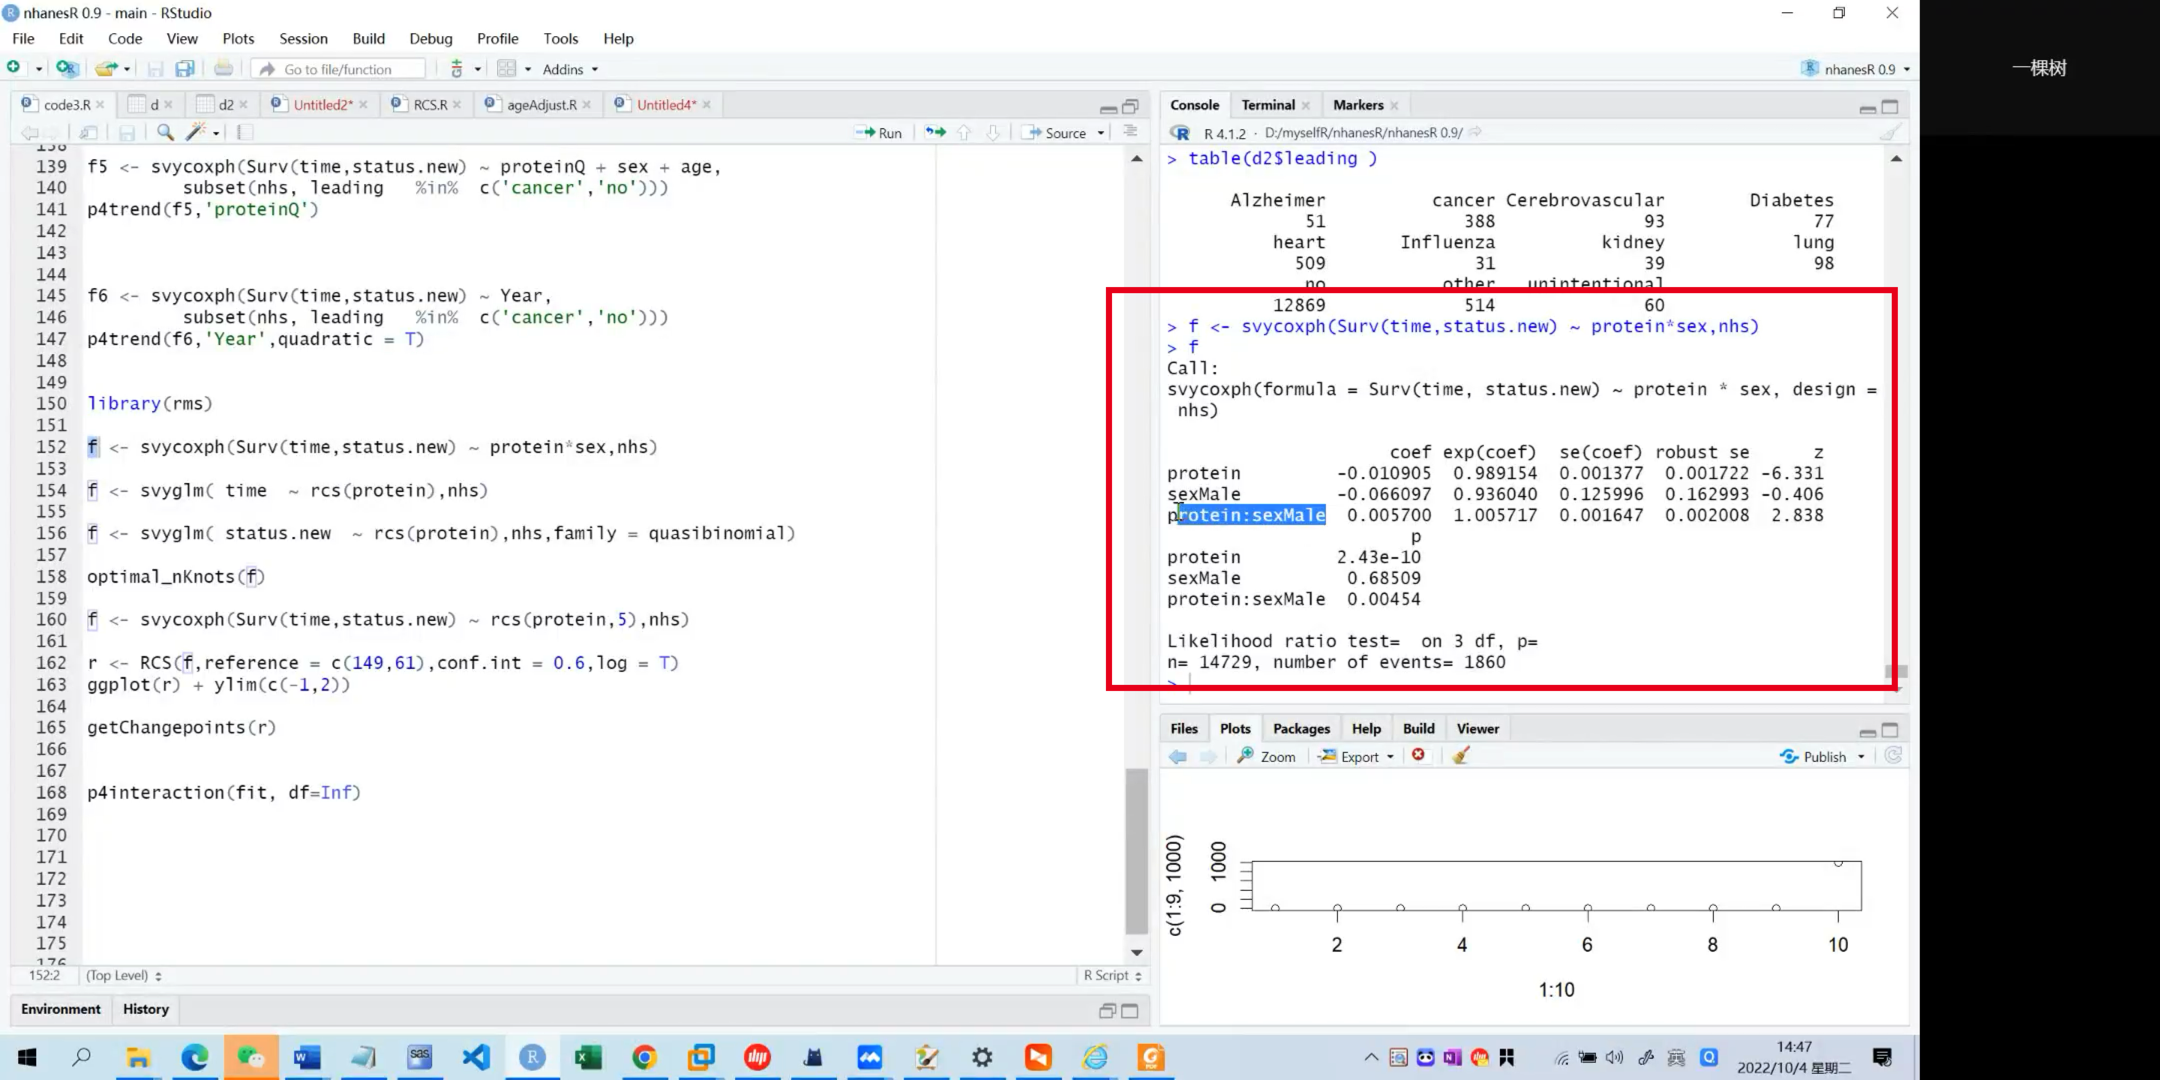 nhanesR 0.9 - main - RStudio
File Edit Code View Plots Session Build Debug Profile Tools Help
Go to file/function Addins nhanesR 0.9
一棵树
code3.R d d2 Untitled2* RCS.R ageAdjust.R Untitled4*
Run Source
138
139 f5 <- svycoxph(Surv(time,status.new) ~ proteinQ + sex + age,
140 subset(nhs, leading %in% c('cancer','no')))
141 p4trend(f5,'proteinQ')
142
143
144
145 f6 <- svycoxph(Surv(time,status.new) ~ Year,
146 subset(nhs, leading %in% c('cancer','no')))
147 p4trend(f6,'Year',quadratic = T)
148
149
150 library(rms)
151
152 f <- svycoxph(Surv(time,status.new) ~ protein*sex,nhs)
153
154 f <- svyglm( time ~ rcs(protein),nhs)
155
156 f <- svyglm( status.new ~ rcs(protein),nhs,family = quasibinomial)
157
158 optimal_nKnots(f)
159
160 f <- svycoxph(Surv(time,status.new) ~ rcs(protein,5),nhs)
161
162 r <- RCS(f,reference = c(149,61),conf.int = 0.6,log = T)
163 ggplot(r) + ylim(c(-1,2))
164
165 getChangepoints(r)
166
167
168 p4interaction(fit, df=Inf)
169
170
171
172
173
174
175
176
152:2 (Top Level) R Script
Environment History
Console Terminal Markers
R 4.1.2 · D:/myselfR/nhanesR/nhanesR 0.9/
> table(d2$leading )
Alzheimer cancer Cerebrovascular Diabetes
51 388 93 77
heart Influenza kidney lung
509 31 39 98
no other unintentional
12869 514 60
> f <- svycoxph(Surv(time,status.new) ~ protein*sex,nhs)
> f
Call:
svycoxph(formula = Surv(time, status.new) ~ protein * sex, design =
nhs)
coef exp(coef) se(coef) robust se z
protein -0.010905 0.989154 0.001377 0.001722 -6.331
sexMale -0.066097 0.936040 0.125996 0.162993 -0.406
protein:sexMale 0.005700 1.005717 0.001647 0.002008 2.838
p
protein 2.43e-10
sexMale 0.68509
protein:sexMale 0.00454
Likelihood ratio test= on 3 df, p=
n= 14729, number of events= 1860
>
Files Plots Packages Help Build Viewer
Zoom Export Publish
c(1:9, 1000)
1000
0
2 4 6 8 10
1:10
14:47
2022/10/4 星期二